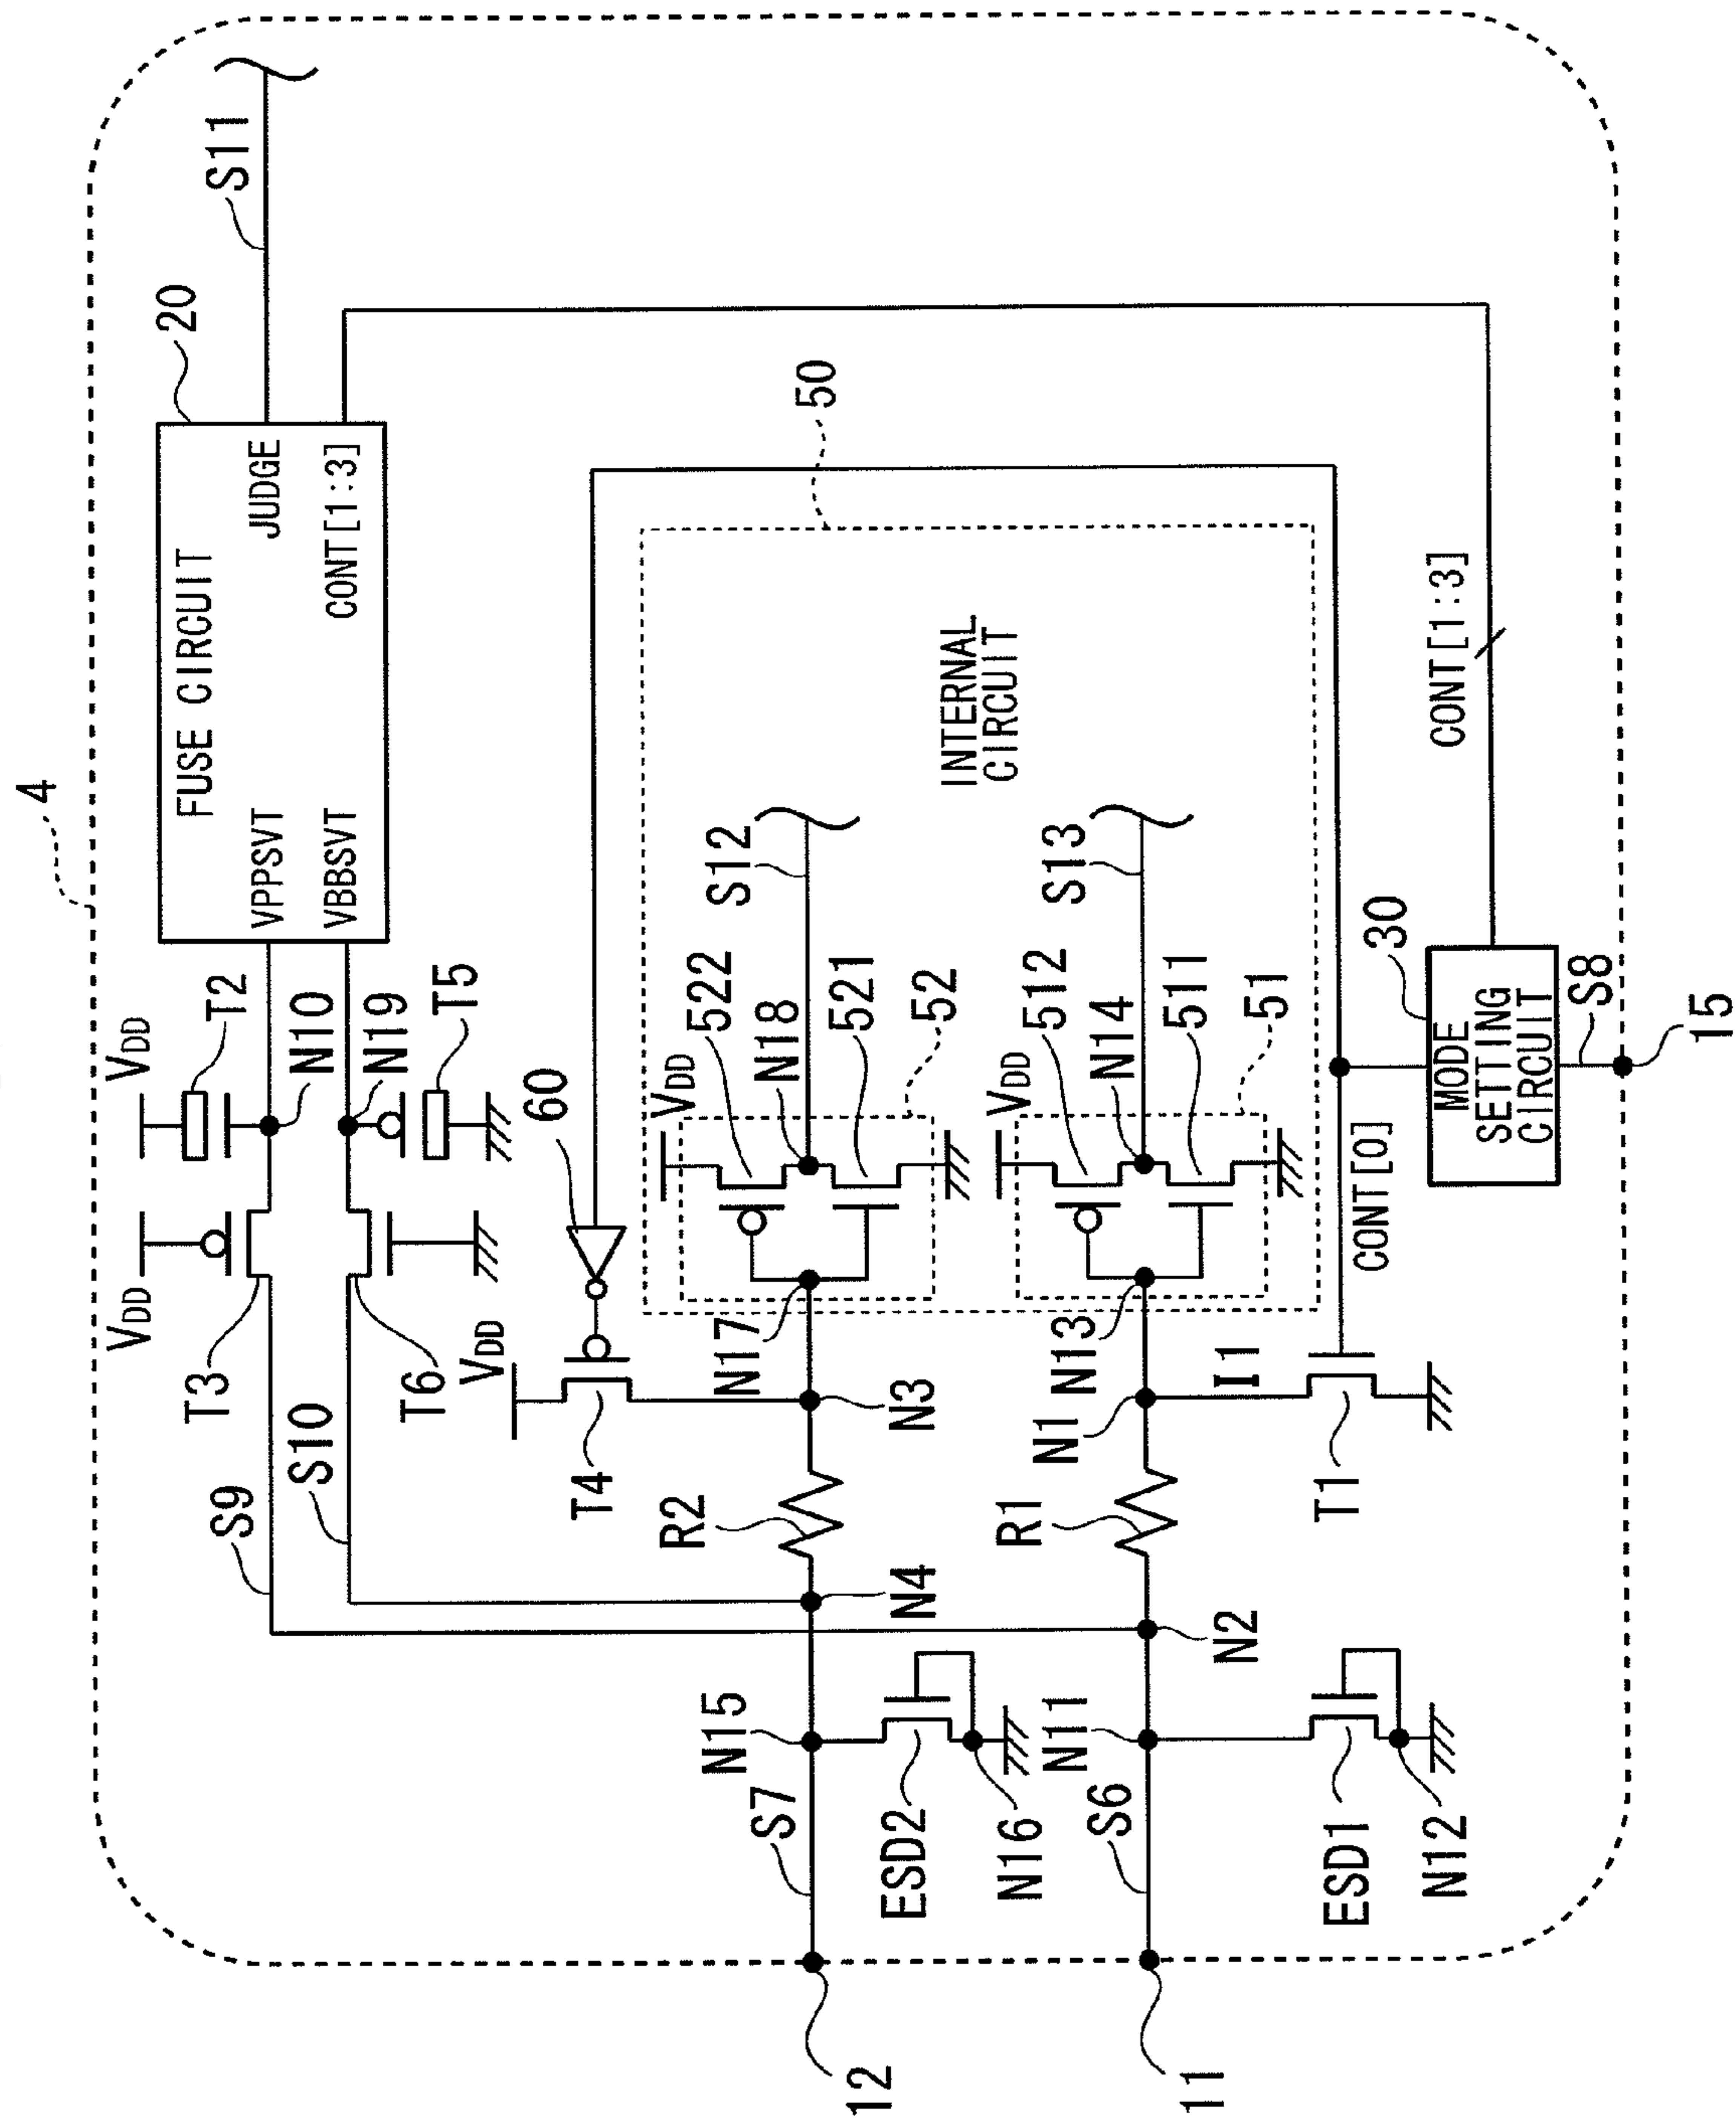 4
S11
20
FUSE CIRCUIT
VPPSVT
JUDGE
VBBSVT
CONT[1:3]
VDD
T2
N10
VDD
T3
N19
T5
T6
S9
S10
50
60
VDD
T4
INTERNAL
CIRCUIT
S12
VDD
522
N18
521
52
N17
N3
R2
N4
N15
S7
ESD2
N16
12
S13
VDD
512
N14
511
51
N13
N1
I1
R1
T1
N2
N11
S6
ESD1
N12
11
CONT[0]
CONT[1:3]
30
MODE
SETTING
CIRCUIT
S8
15